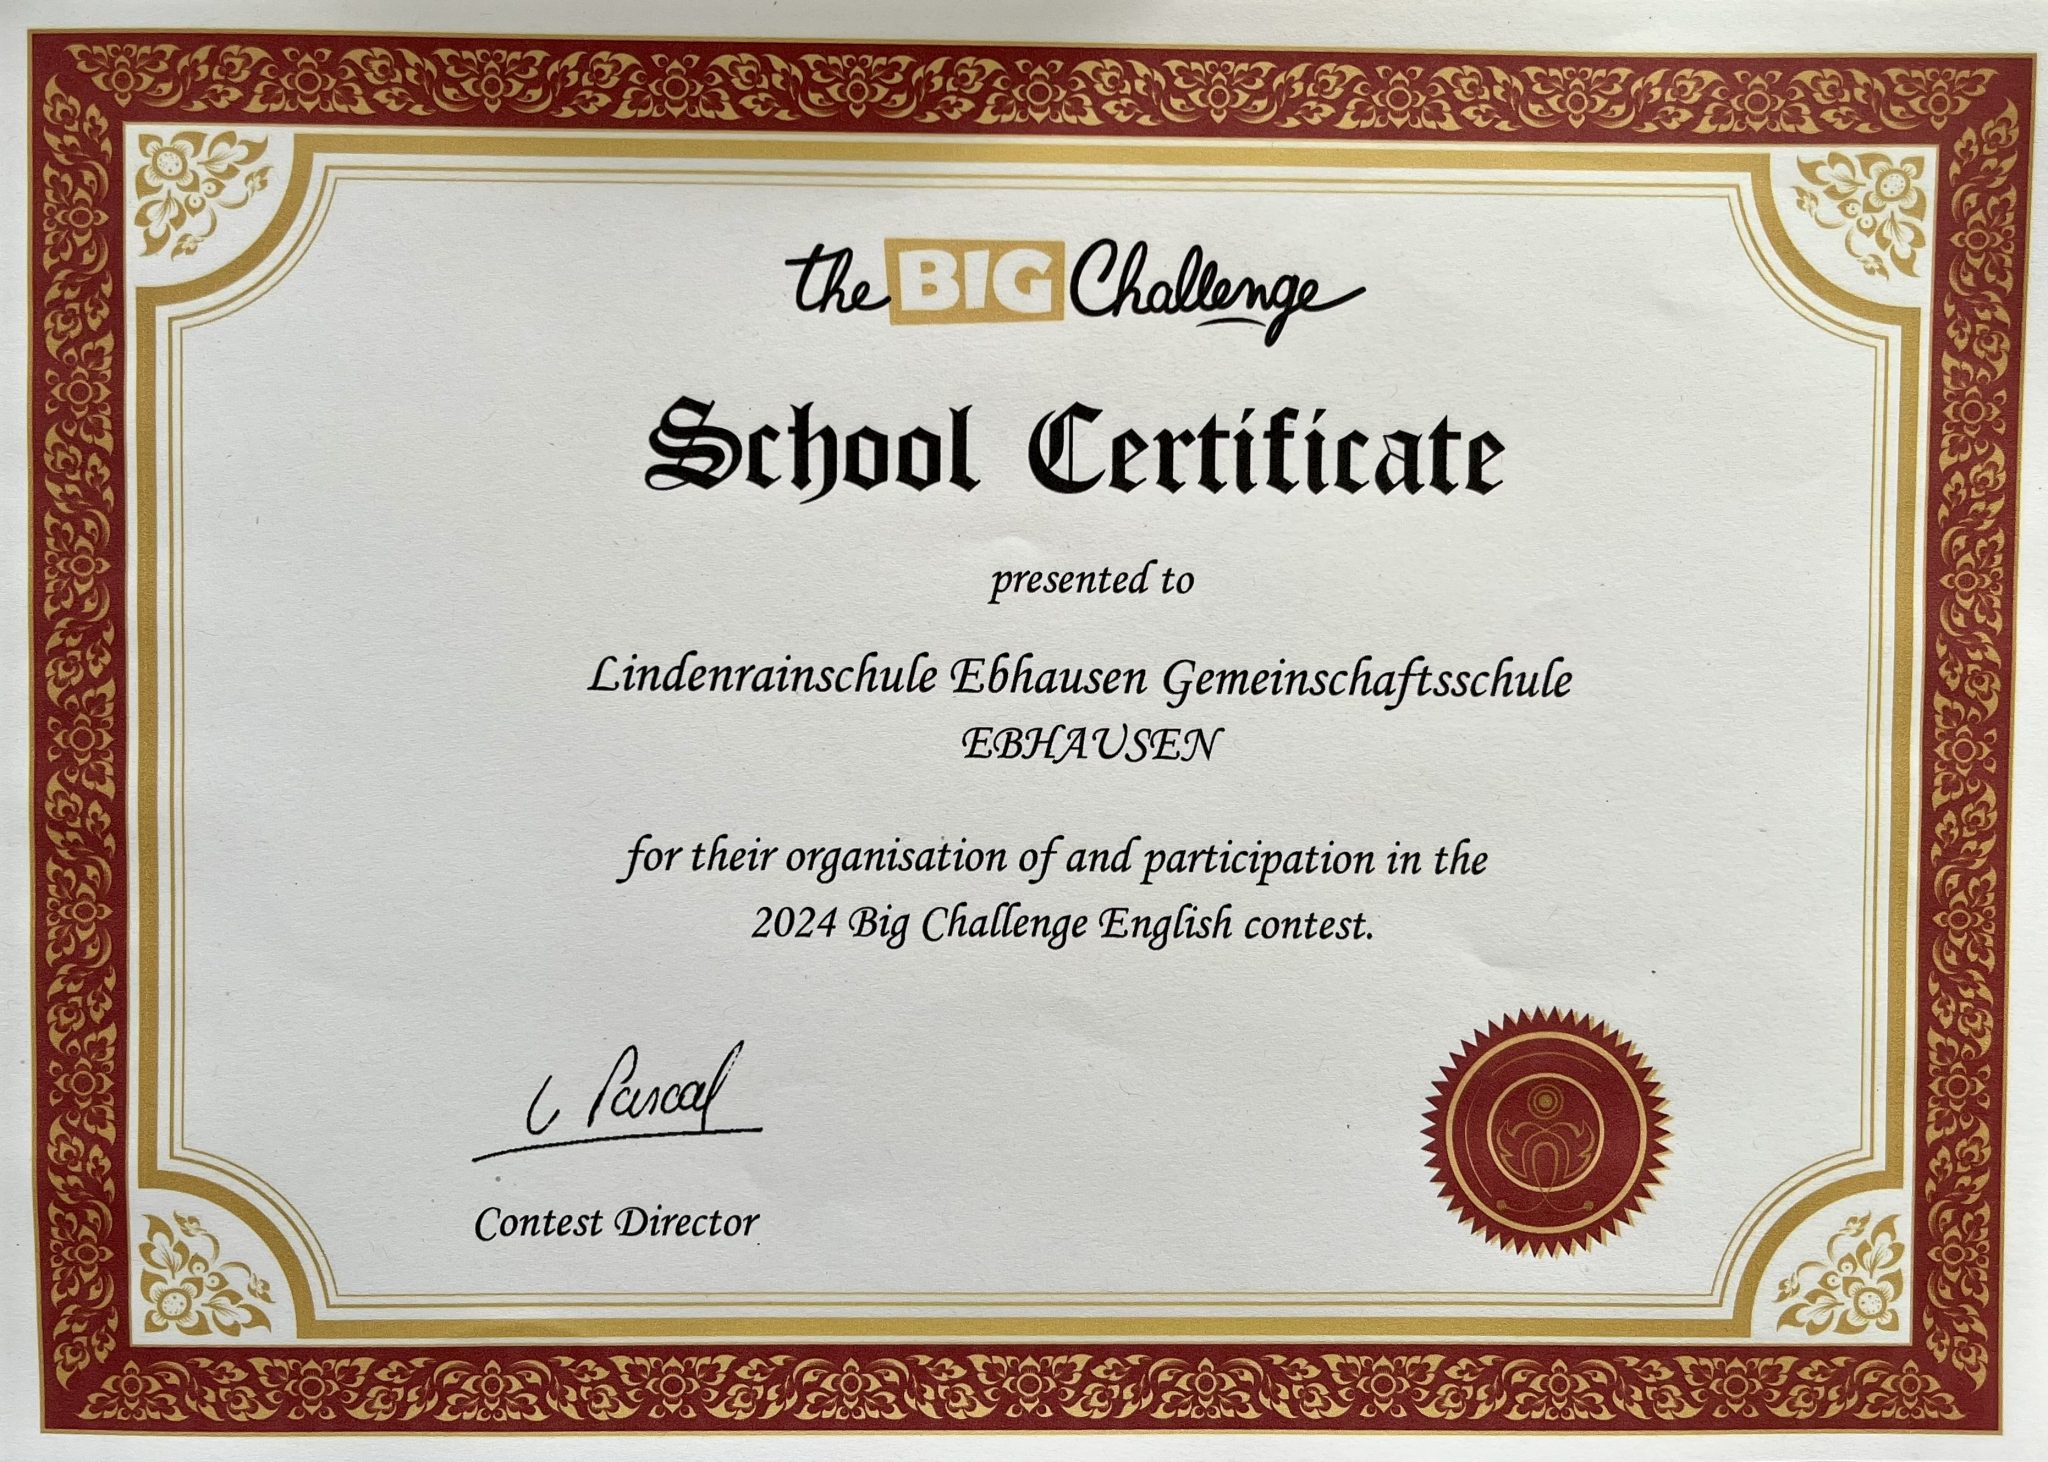 the BIG Challenge
School Certificate
presented to
Lindenrainschule Ebhausen Gemeinschaftsschule
EBHAUSEN
for their organisation of and participation in the
2024 Big Challenge English contest.
Pascal
Contest Director